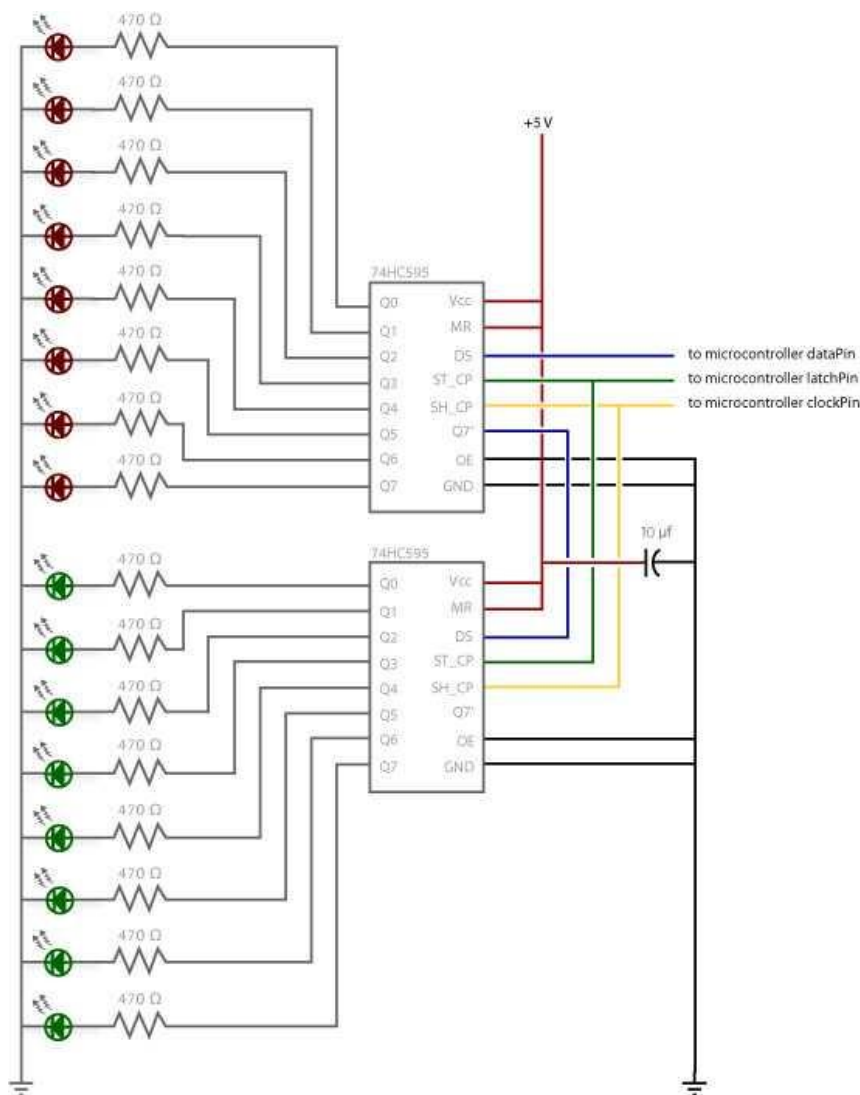 470 Ω
470 Ω
470 Ω
470 Ω
470 Ω
470 Ω
470 Ω
470 Ω
+5 V
74HC595
Q0
Q1
Q2
Q3
Q4
Q5
Q6
Q7
Vcc
MR
DS
ST_CP
SH_CP
Q7'
OE
GND
to microcontroller dataPin
to microcontroller latchPin
to microcontroller clockPin
10 µf
470 Ω
470 Ω
470 Ω
470 Ω
470 Ω
470 Ω
470 Ω
470 Ω
74HC595
Q0
Q1
Q2
Q3
Q4
Q5
Q6
Q7
Vcc
MR
DS
ST_CP
SH_CP
Q7'
OE
GND